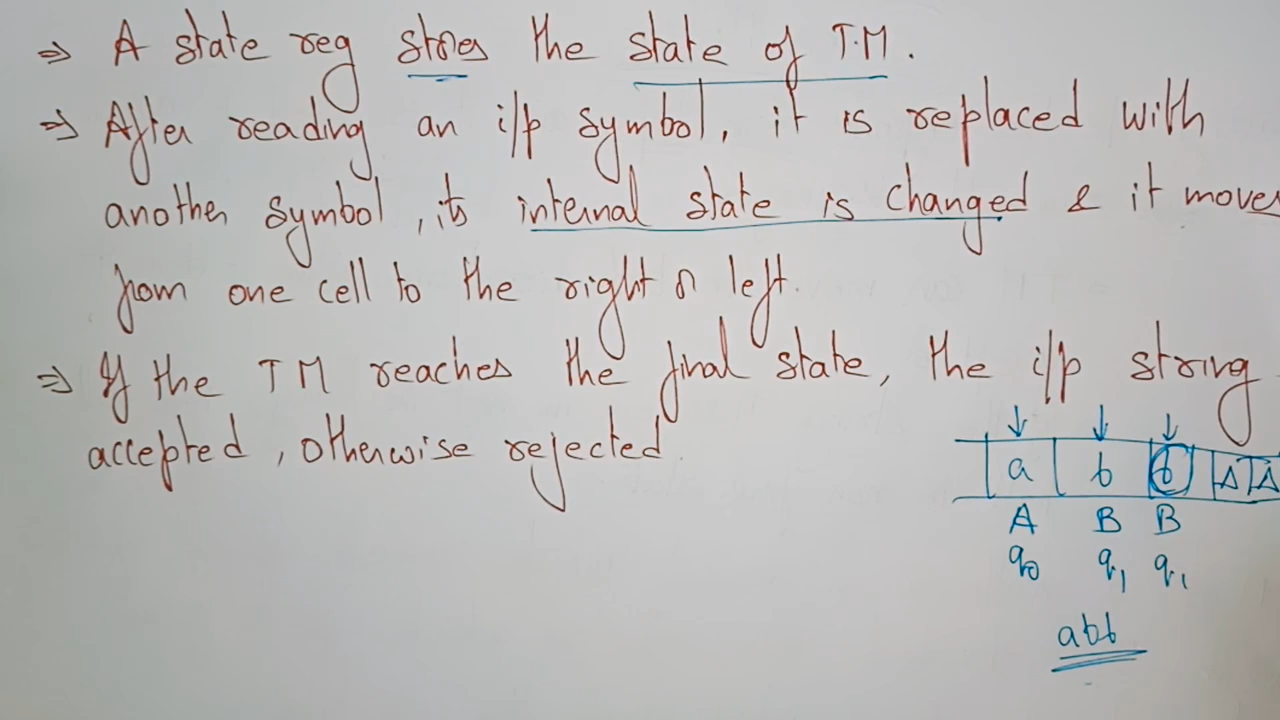 ⇒ A state reg stores the state of T.M.
⇒ After reading an i/p symbol, it is replaced with
another symbol, its internal state is changed & it moves
from one cell to the right or left.
⇒ If the TM reaches the final state, the i/p string
accepted, otherwise rejected.
a b b Δ Δ
A B B
q0 q1 q1
abb